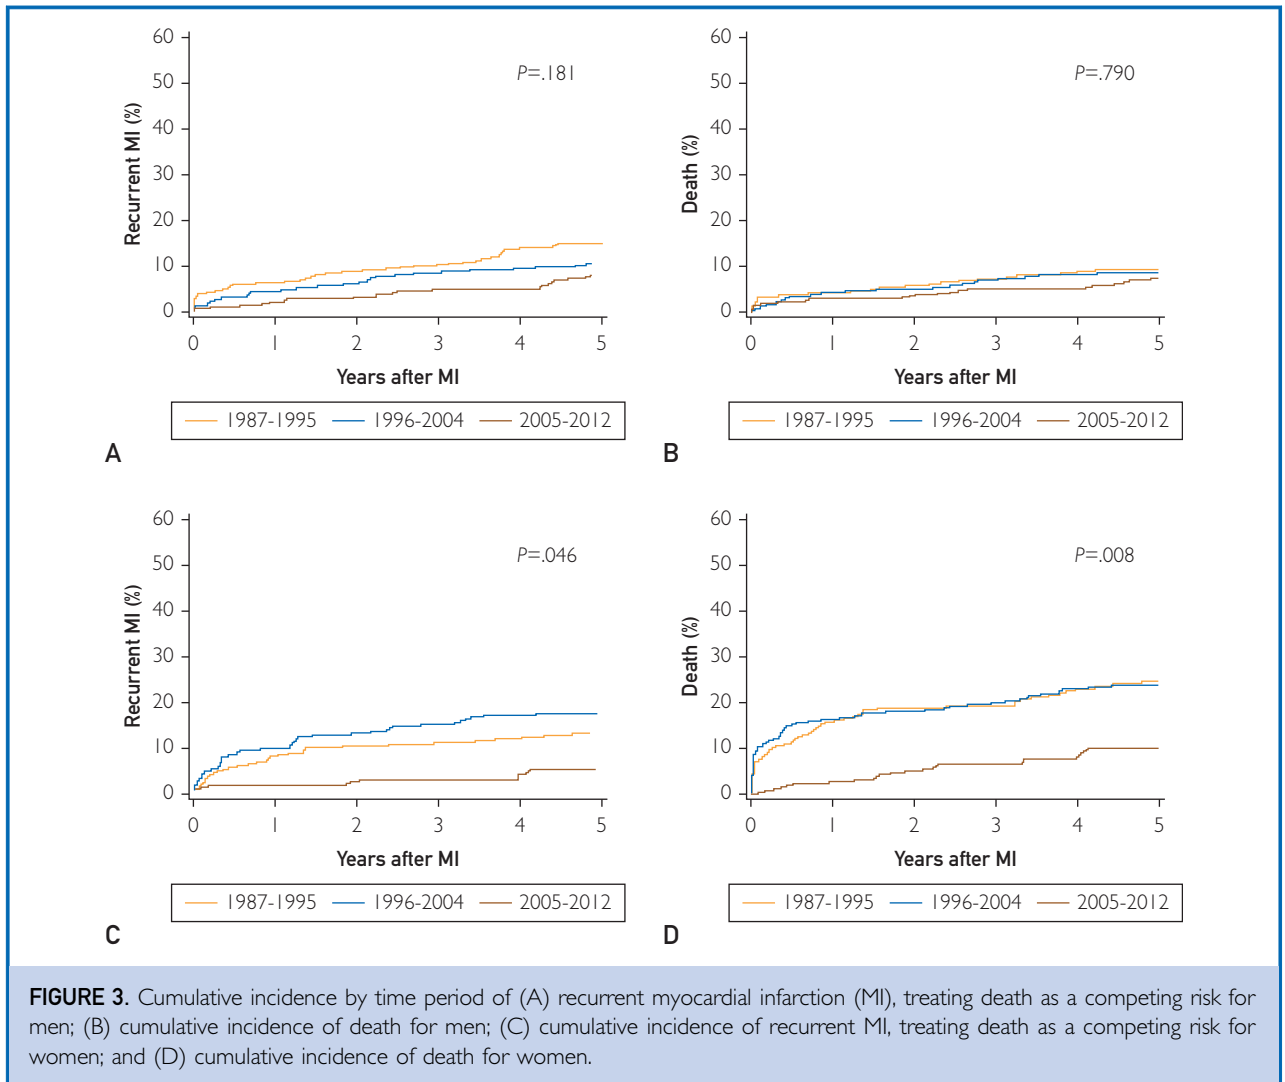 60
50
40
30
20
10
0
Recurrent MI (%)
P=.181
0 1 2 3 4 5
Years after MI
1987-1995 1996-2004 2005-2012
A
60
50
40
30
20
10
0
Death (%)
P=.790
0 1 2 3 4 5
Years after MI
1987-1995 1996-2004 2005-2012
B
60
50
40
30
20
10
0
Recurrent MI (%)
P=.046
0 1 2 3 4 5
Years after MI
1987-1995 1996-2004 2005-2012
C
60
50
40
30
20
10
0
Death (%)
P=.008
0 1 2 3 4 5
Years after MI
1987-1995 1996-2004 2005-2012
D
FIGURE 3. Cumulative incidence by time period of (A) recurrent myocardial infarction (MI), treating death as a competing risk for
men; (B) cumulative incidence of death for men; (C) cumulative incidence of recurrent MI, treating death as a competing risk for
women; and (D) cumulative incidence of death for women.